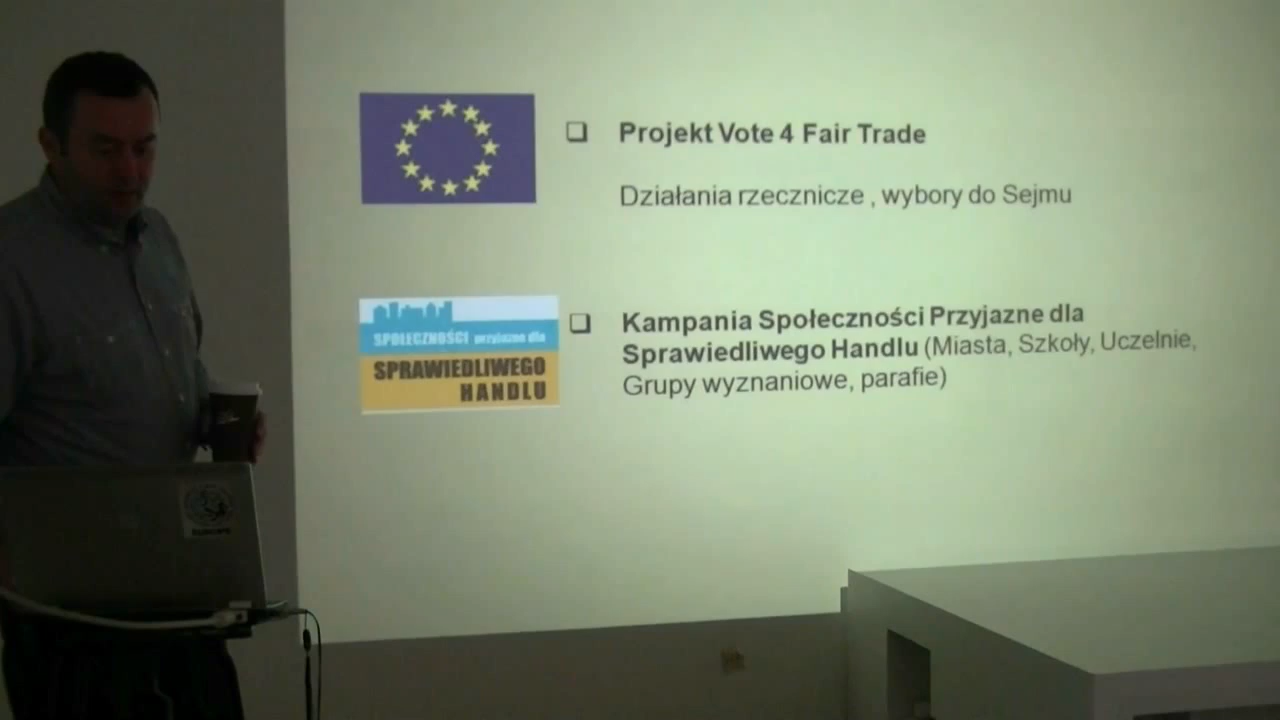 Projekt Vote 4 Fair Trade
Działania rzecznicze , wybory do Sejmu
SPOŁECZNOŚCI przyjazne dla
SPRAWIEDLIWEGO
HANDLU
Kampania Społeczności Przyjazne dla
Sprawiedliwego Handlu (Miasta, Szkoły, Uczelnie,
Grupy wyznaniowe, parafie)